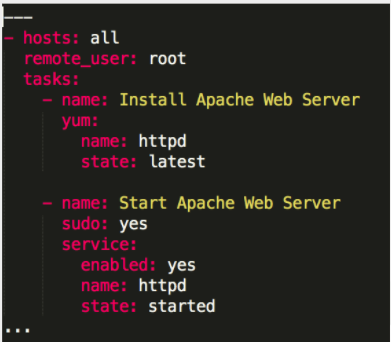 ---
- hosts: all
  remote_user: root
  tasks:
    - name: Install Apache Web Server
      yum:
        name: httpd
        state: latest

    - name: Start Apache Web Server
      sudo: yes
      service:
        enabled: yes
        name: httpd
        state: started
...